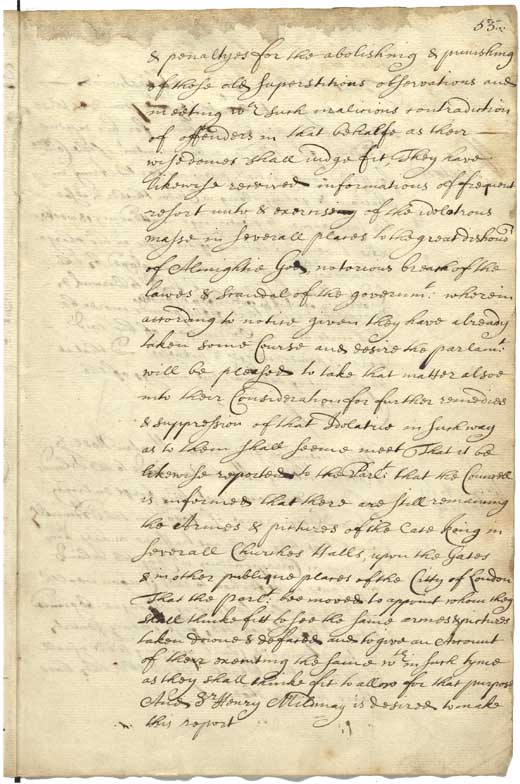 53
& penaltyes for the abolishing & punishing
of these old superstitious observations and
meeting wth such malicious contradiction
of offenders in that behalfe as their
wisedomes shall iudge fit. They have
likewise received informations of frequent
resort unto & exercising of the idolatrous
masse in severall places to the great dishonor
of Almightie God, notorious breach of the
lawes & scandal of the governmt. wherein
according to notice given they have already
taken some Course and desire the parlamt.
will be pleased to take that matter alsoe
into their Consideration for further remedies
& suppression of that Idolatrie in such way
as to them shall seeme meet That it be
likewise reported to the Parlt. that the Councell
is informed that there are still remaining
the Armes & pictures of the late King in
severall Churches Halls, upon the Gates
& in other publique places of the Citty of London
That the parlt. bee moved to appoint whom they
shall thinke fitt to see the same armes & pictures
taken downe & defaced and to give an Account
of their executing the same wth. in such tyme
as they shall thinke fit to allow for that purpose
And Sr Henry Mildmay is desired to make
this report